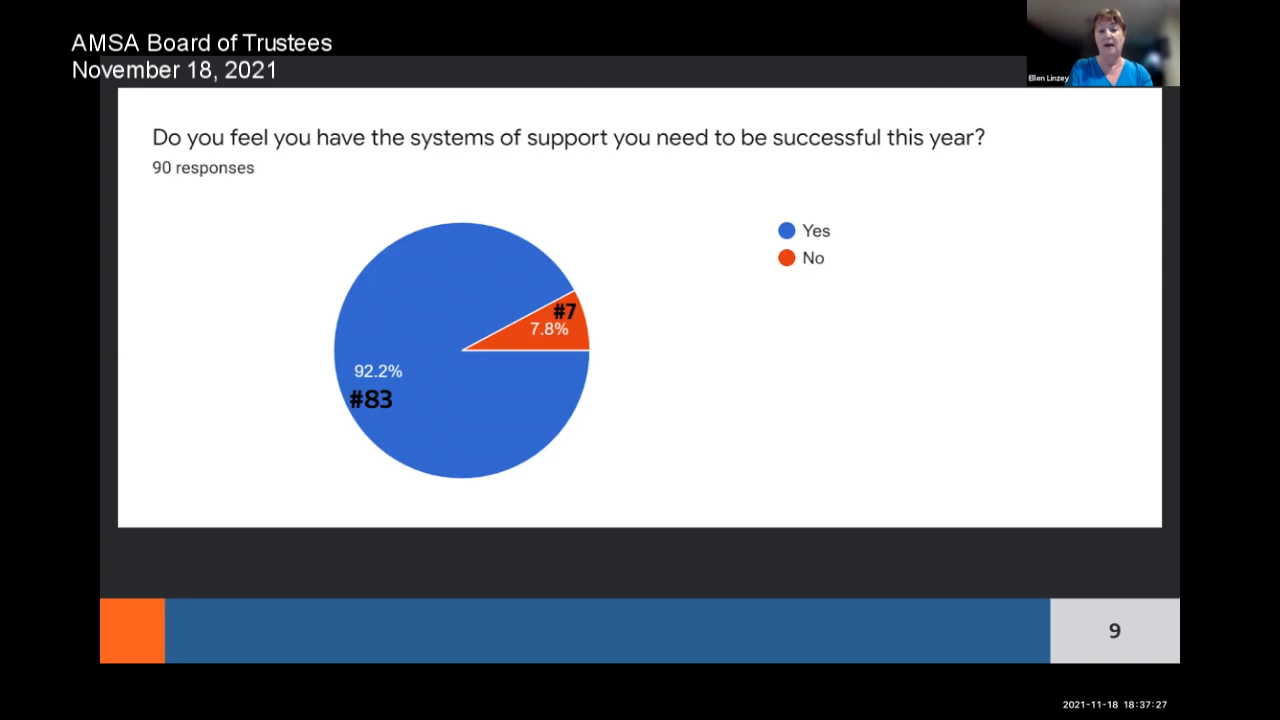 AMSA Board of Trustees
November 18, 2021
Ellen Linzey
Do you feel you have the systems of support you need to be successful this year?
90 responses
Yes
No
#7
7.8%
92.2%
#83
9
2021-11-18 18:37:27